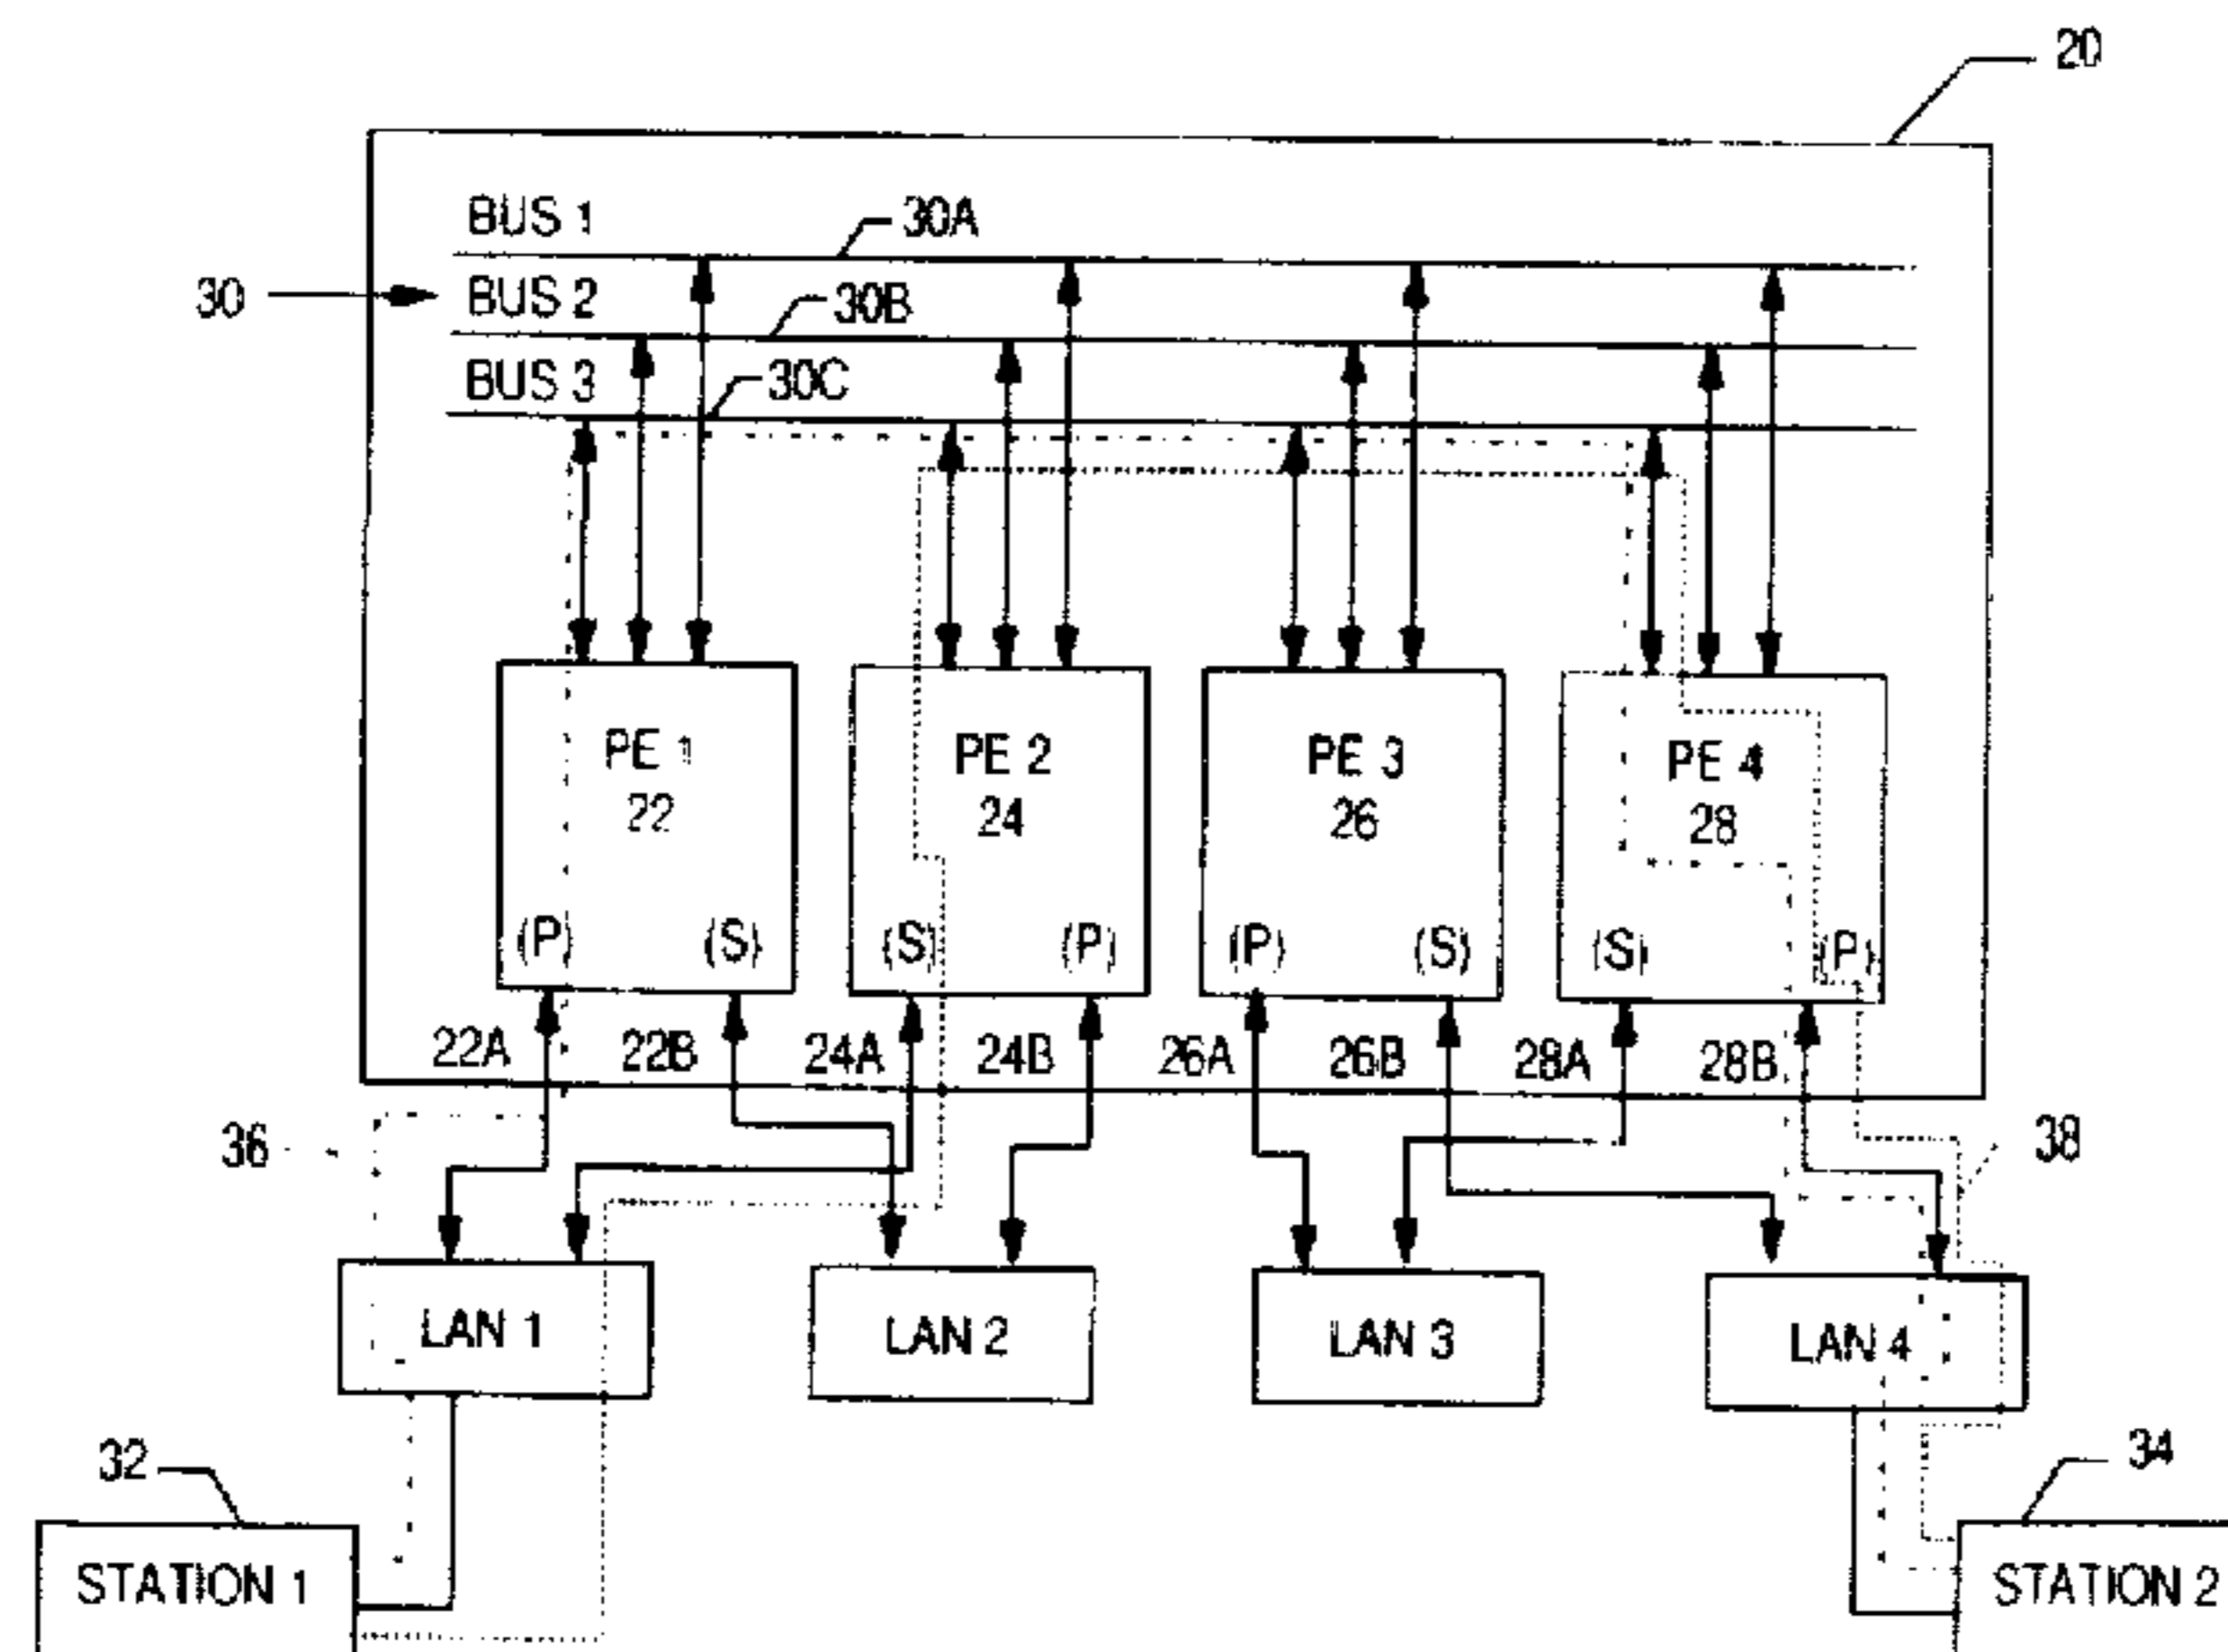 20
BUS 1
30A
30
BUS 2
30B
BUS 3
30C
PE 1
22
PE 2
24
PE 3
26
PE 4
28
(P)
(S)
(S)
(P)
(P)
(S)
(S)
(P)
22A
22B
24A
24B
26A
26B
28A
28B
36
38
LAN 1
LAN 2
LAN 3
LAN 4
32
34
STATION 1
STATION 2